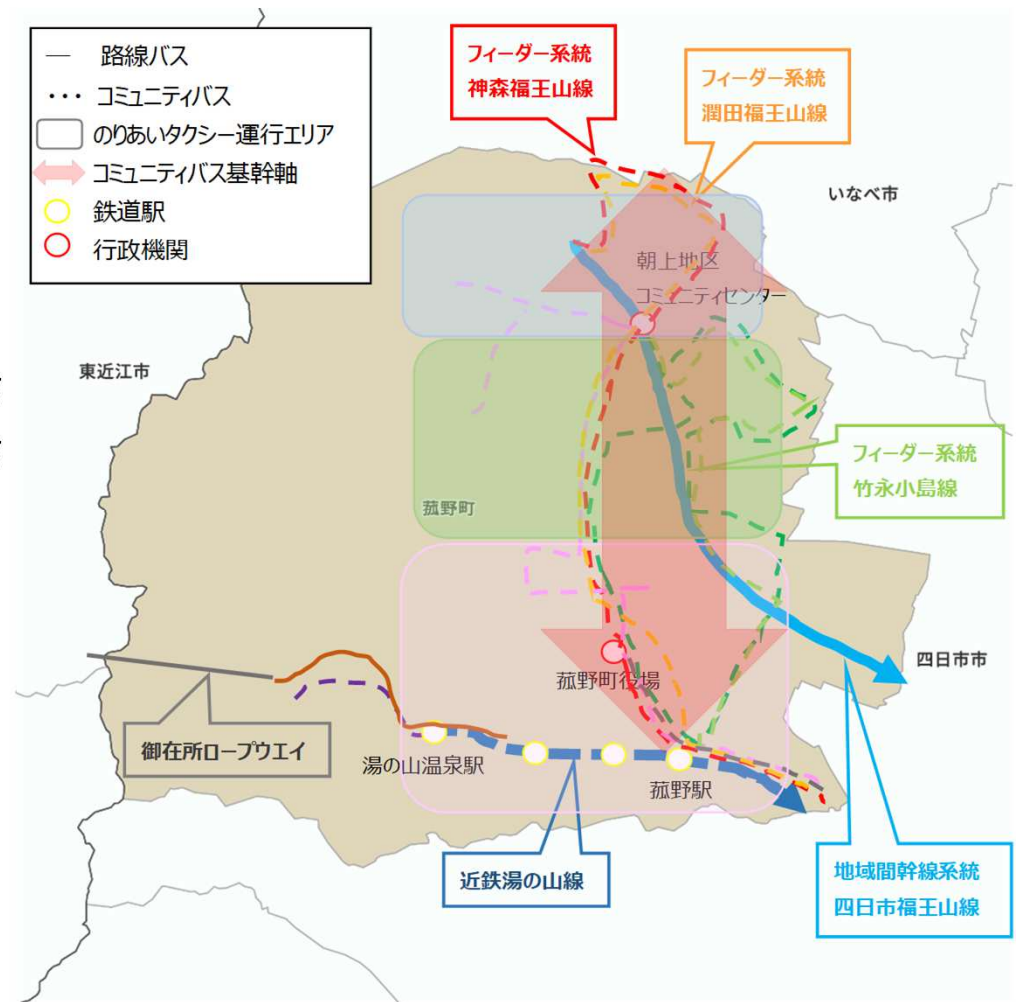 路線バス
コミュニティバス
のりあいタクシー運行エリア
コミュニティバス基幹軸
鉄道駅
行政機関
フィーダー系統
神森福王山線
フィーダー系統
潤田福王山線
いなべ市
朝上地区
コミュニティセンター
東近江市
フィーダー系統
竹永小島線
菰野町
四日市市
菰野町役場
御在所ロープウエイ
湯の山温泉駅
菰野駅
近鉄湯の山線
地域間幹線系統
四日市福王山線